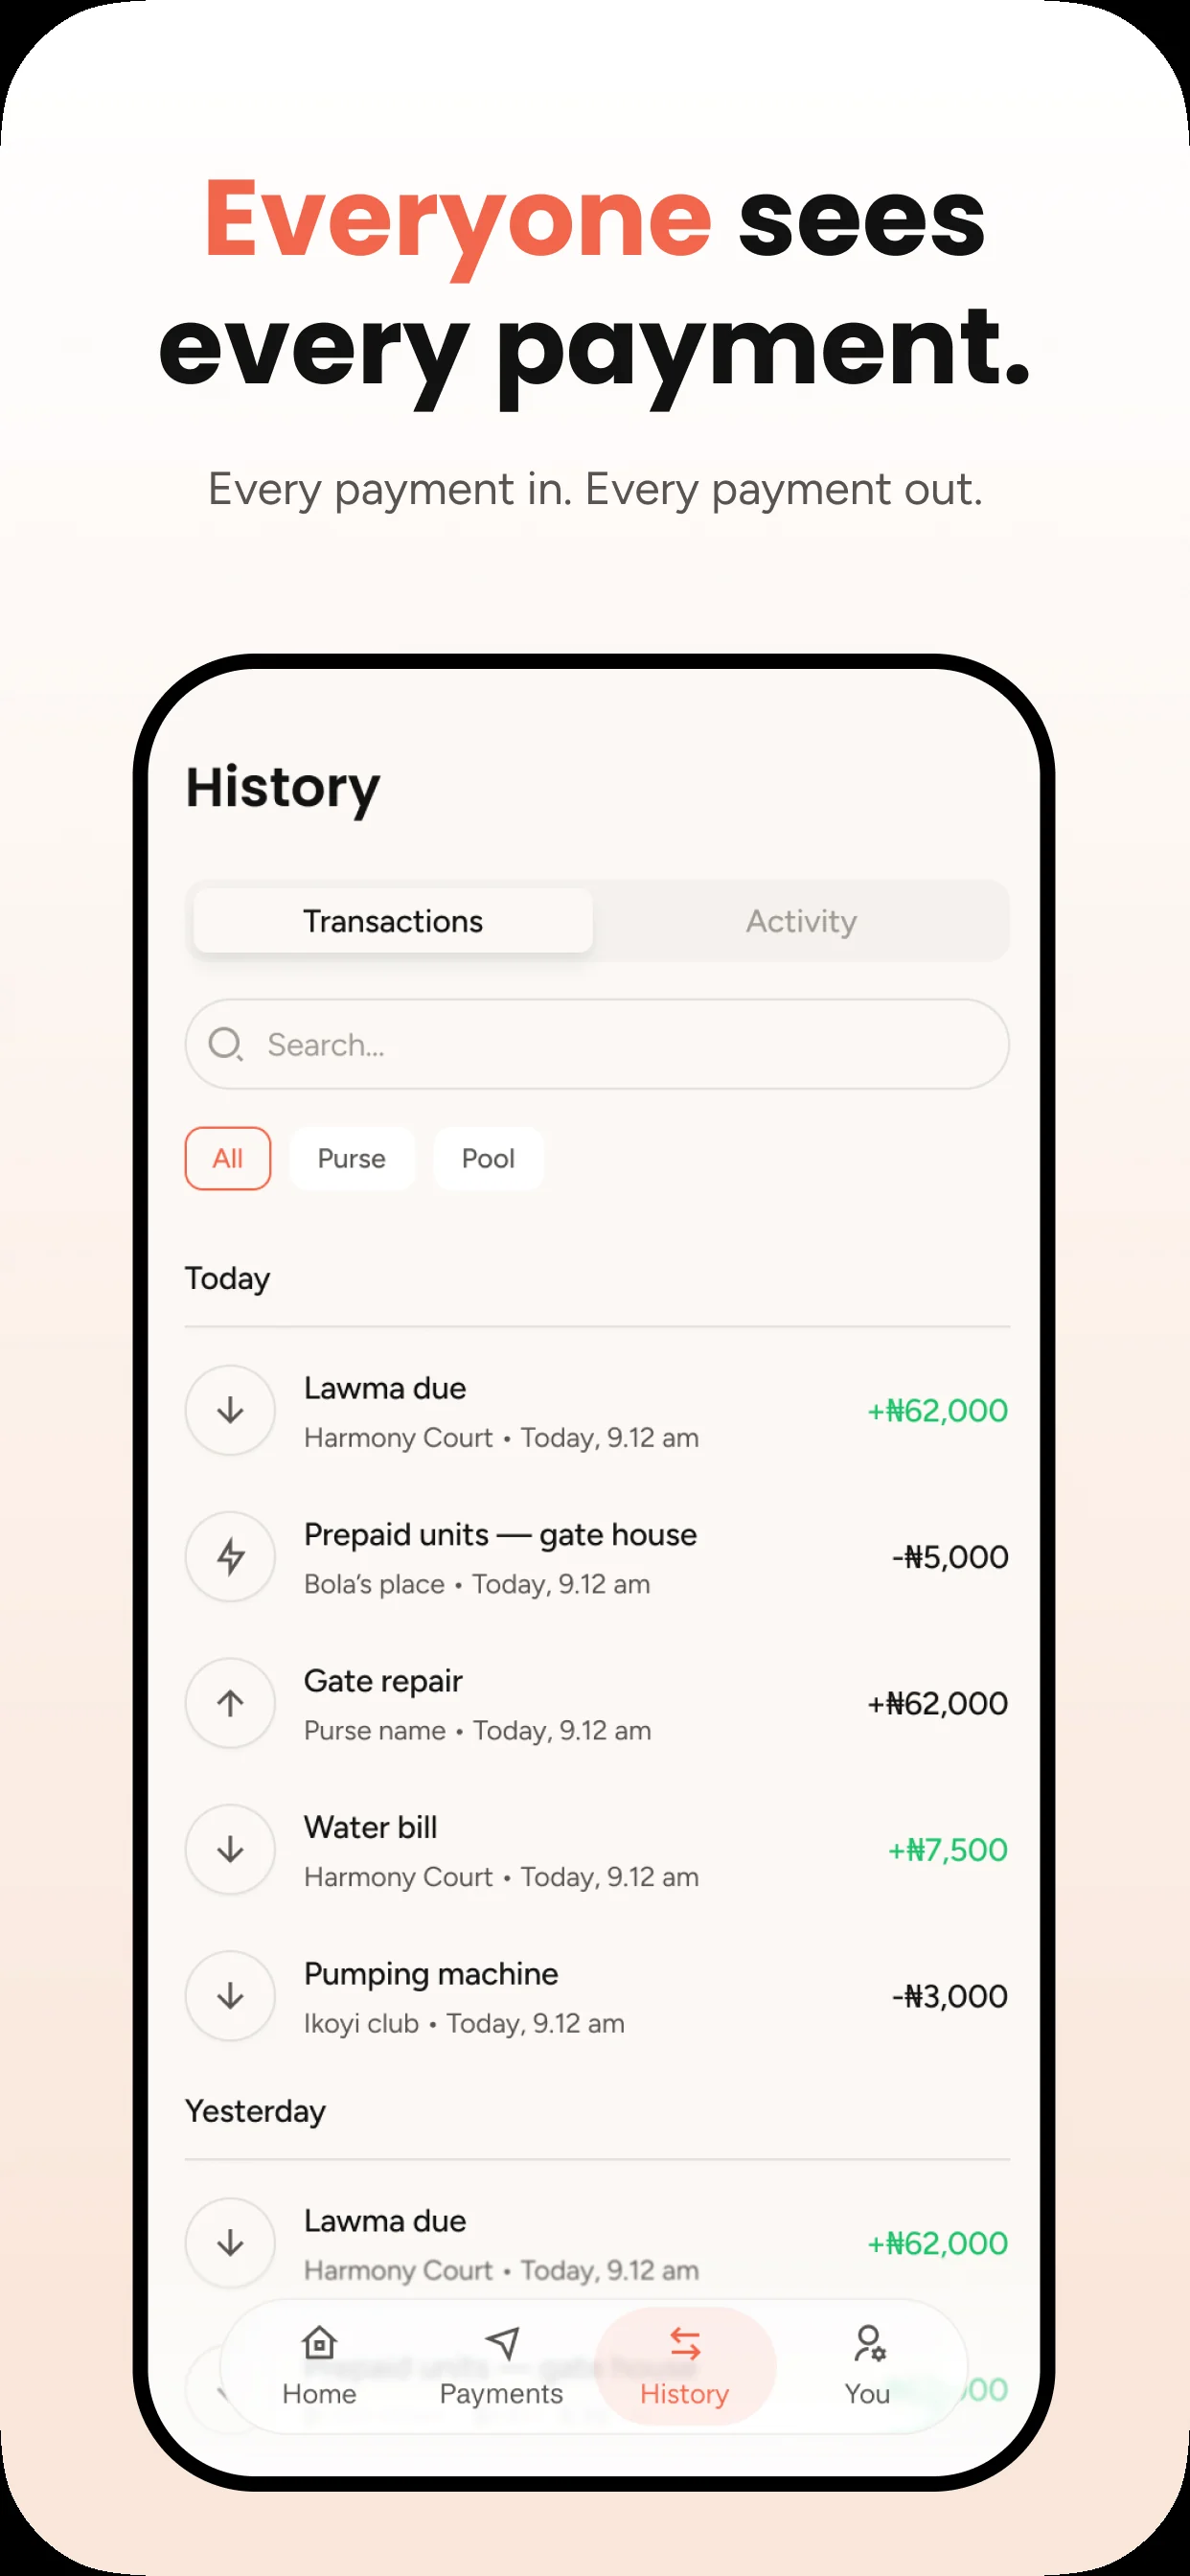 Everyone sees
every payment.
Every payment in. Every payment out.
History
Transactions
Activity
Search...
All
Purse
Pool
Today
Lawma due
+₦62,000
Harmony Court • Today, 9.12 am
Prepaid units — gate house
-₦5,000
Bola’s place • Today, 9.12 am
Gate repair
+₦62,000
Purse name • Today, 9.12 am
Water bill
+₦7,500
Harmony Court • Today, 9.12 am
Pumping machine
-₦3,000
Ikoyi club • Today, 9.12 am
Yesterday
Lawma due
+₦62,000
Harmony Court • Today, 9.12 am
Prepaid units — gate house
Home
Payments
History
You